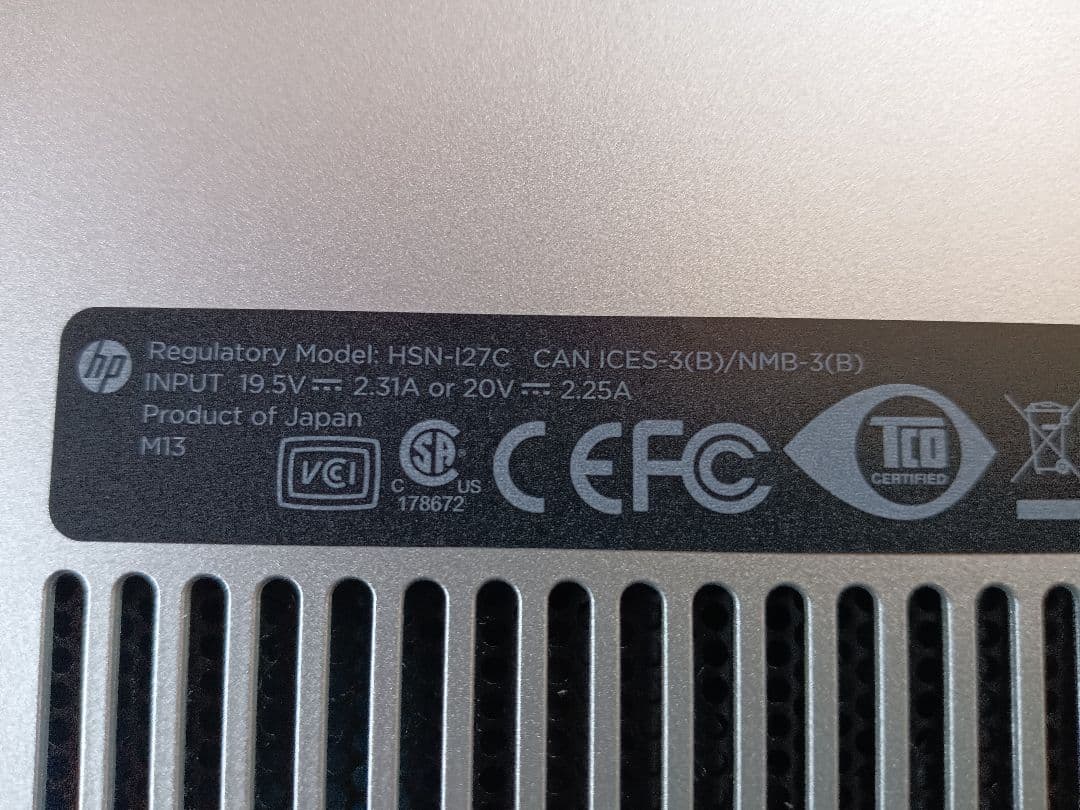 hp Regulatory Model: HSN-I27C CAN ICES-3(B)/NMB-3(B)
INPUT 19.5V⎓ 2.31A or 20V⎓ 2.25A
Product of Japan
M13
VCI C SA US CE FC TCO
CERTIFIED
178672